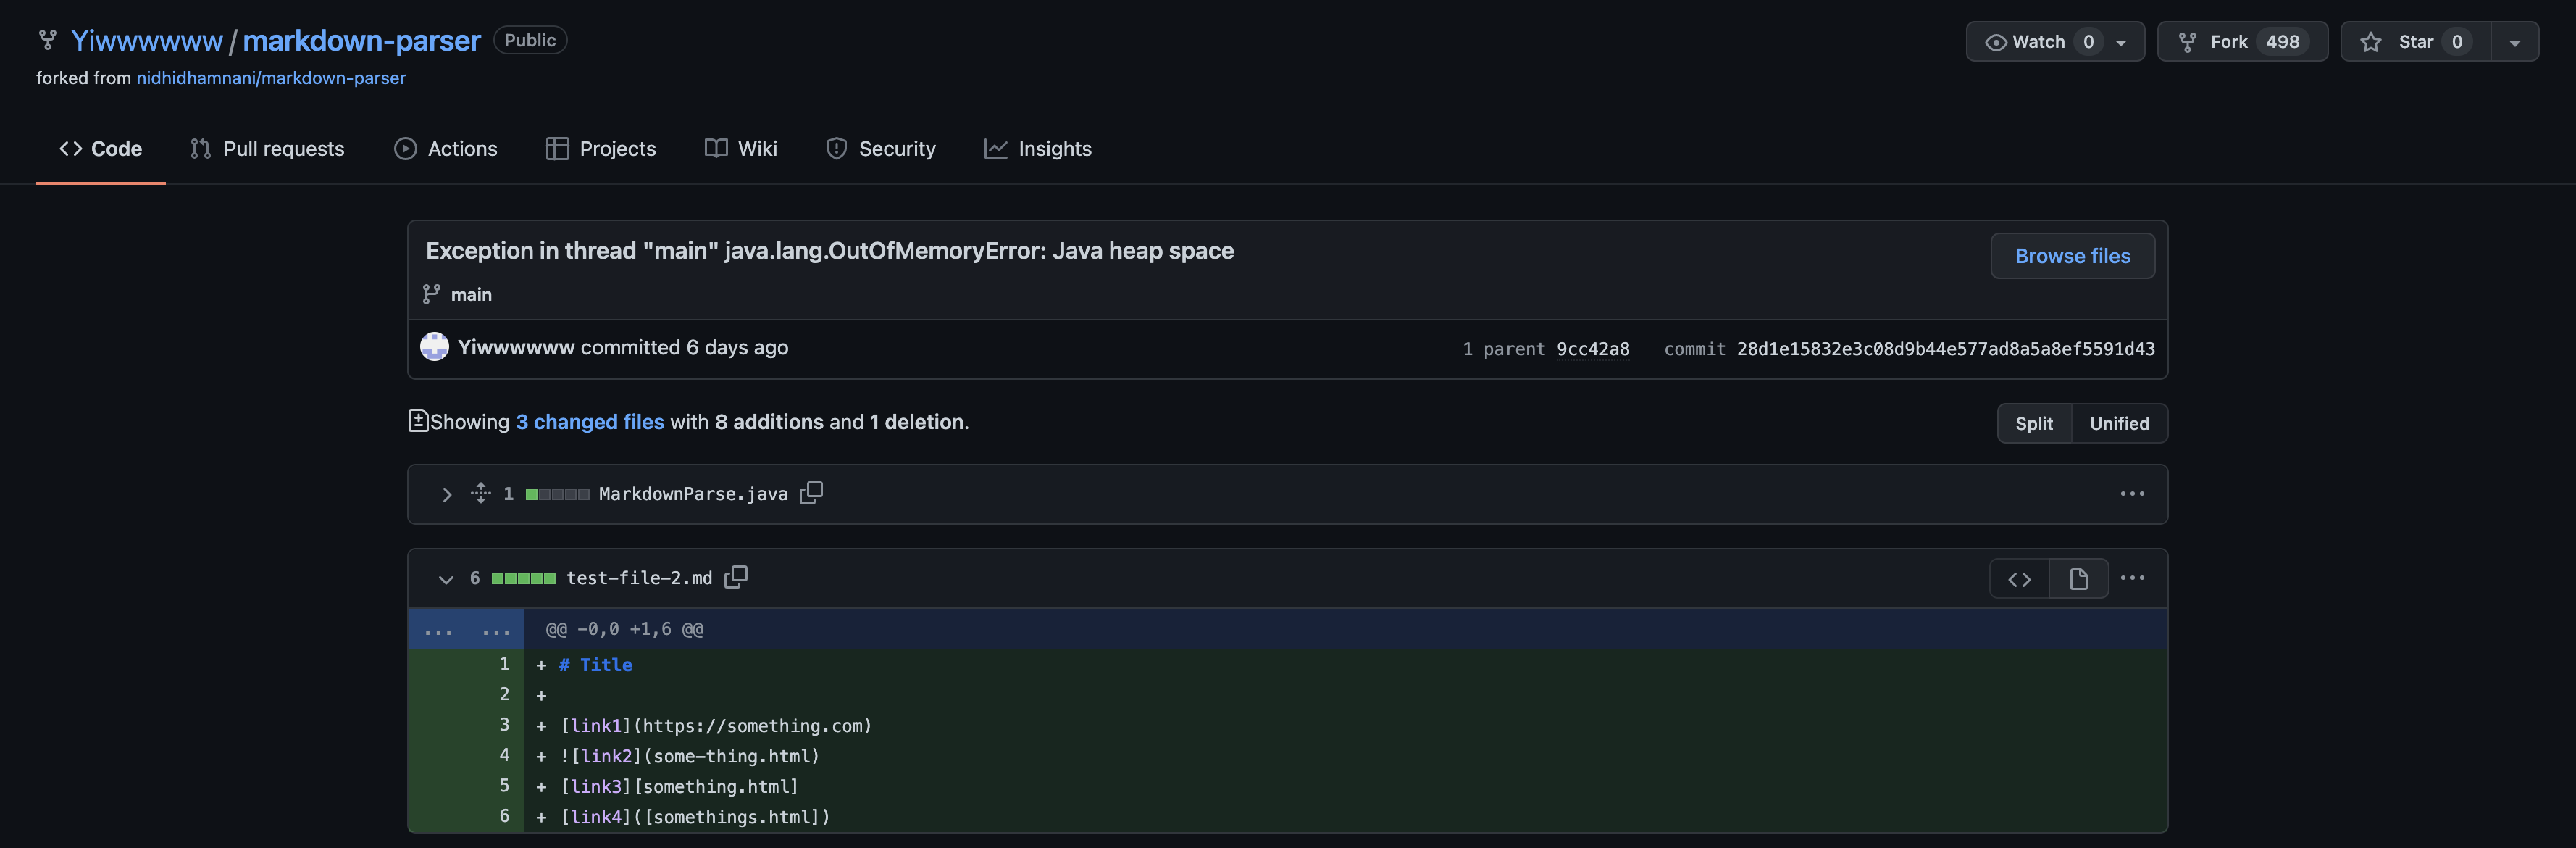 Yiwwwwww / markdown-parser Public Watch 0 Fork 498 Star 0
forked from nidhidhamnani/markdown-parser
Code Pull requests Actions Projects Wiki Security Insights
Exception in thread "main" java.lang.OutOfMemoryError: Java heap space Browse files
main
Yiwwwwww committed 6 days ago 1 parent 9cc42a8 commit 28d1e15832e3c08d9b44e577ad8a5a8ef5591d43
Showing 3 changed files with 8 additions and 1 deletion. Split Unified
1 MarkdownParse.java ...
6 test-file-2.md <> ...
... ... @@ -0,0 +1,6 @@
1 + # Title
2 +
3 + [link1](https://something.com)
4 + ![link2](some-thing.html)
5 + [link3][something.html]
6 + [link4]([somethings.html])